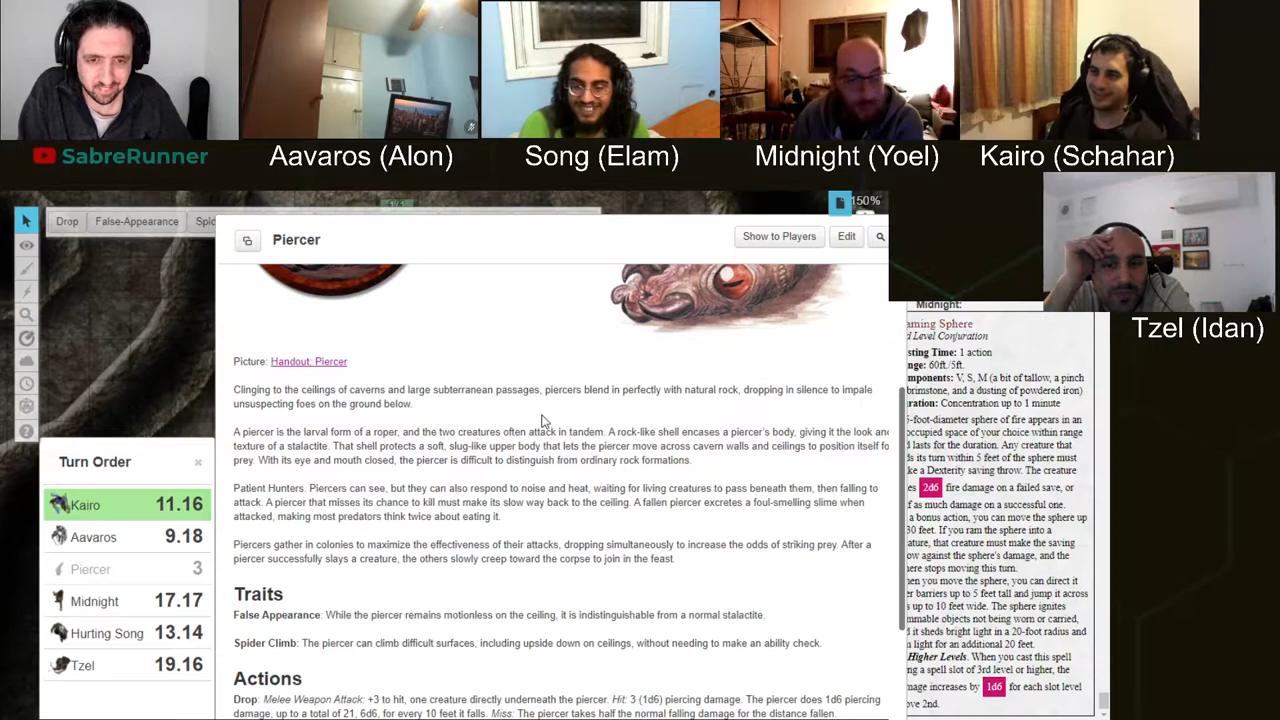 SabreRunner
Aavaros (Alon)
Song (Elam)
Midnight (Yoel)
Kairo (Schahar)
Tzel (Idan)
1/1
150%
Drop
False-Appearance
Piercer
Show to Players
Edit
Picture: Handout: Piercer
Clinging to the ceilings of caverns and large subterranean passages, piercers blend in perfectly with natural rock, dropping in silence to impale
unsuspecting foes on the ground below.
A piercer is the larval form of a roper, and the two creatures often attack in tandem. A rock-like shell encases a piercer's body, giving it the look and
texture of a stalactite. That shell protects a soft, slug-like upper body that lets the piercer move across cavern walls and ceilings to position itself fo
prey. With its eye and mouth closed, the piercer is difficult to distinguish from ordinary rock formations.
Patient Hunters. Piercers can see, but they can also respond to noise and heat, waiting for living creatures to pass beneath them, then falling to
attack. A piercer that misses its chance to kill must make its slow way back to the ceiling. A fallen piercer excretes a foul-smelling slime when
attacked, making most predators think twice about eating it.
Piercers gather in colonies to maximize the effectiveness of their attacks, dropping simultaneously to increase the odds of striking prey. After a
piercer successfully slays a creature, the others slowly creep toward the corpse to join in the feast.
Traits
False Appearance: While the piercer remains motionless on the ceiling, it is indistinguishable from a normal stalactite.
Spider Climb: The piercer can climb difficult surfaces, including upside down on ceilings, without needing to make an ability check.
Actions
Drop: Melee Weapon Attack: +3 to hit, one creature directly underneath the piercer. Hit: 3 (1d6) piercing damage. The piercer does 1d6 piercing
damage, up to a total of 21, 6d6, for every 10 feet it falls. Miss: The piercer takes half the normal falling damage for the distance fallen.
Turn Order
Kairo 11.16
Aavaros 9.18
Piercer 3
Midnight 17.17
Hurting Song 13.14
Tzel 19.16
Midnight:
aming Sphere
d Level Conjuration
sting Time: 1 action
nge: 60ft./5ft.
mponents: V, S, M (a bit of tallow, a pinch
brimstone, and a dusting of powdered iron)
ration: Concentration up to 1 minute
-foot-diameter sphere of fire appears in an
occupied space of your choice within range
lasts for the duration. Any creature that
ds its turn within 5 feet of the sphere must
ke a Dexterity saving throw. The creature
es 2d6 fire damage on a failed save, or
f as much damage on a successful one.
a bonus action, you can move the sphere up
30 feet. If you ram the sphere into a
ature, that creature must make the saving
ow against the sphere's damage, and the
here stops moving this turn.
hen you move the sphere, you can direct it
er barriers up to 5 feet tall and jump it across
s up to 10 feet wide. The sphere ignites
mmable objects not being worn or carried,
d it sheds bright light in a 20-foot radius and
m light for an additional 20 feet.
Higher Levels. When you cast this spell
ng a spell slot of 3rd level or higher, the
mage increases by 1d6 for each slot level
ove 2nd.